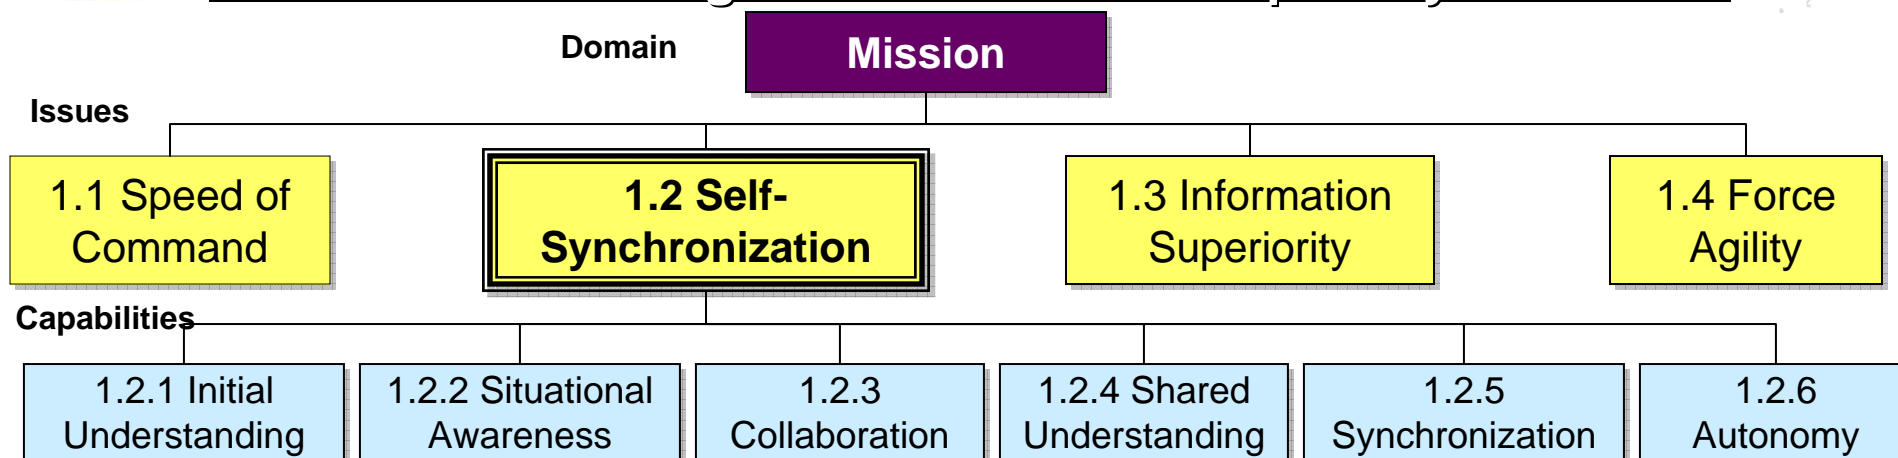 Domain
Mission
Issues
1.1 Speed of
Command
1.2 Self-
Synchronization
1.3 Information
Superiority
1.4 Force
Agility
Capabilities
1.2.1 Initial
Understanding
1.2.2 Situational
Awareness
1.2.3
Collaboration
1.2.4 Shared
Understanding
1.2.5
Synchronization
1.2.6
Autonomy